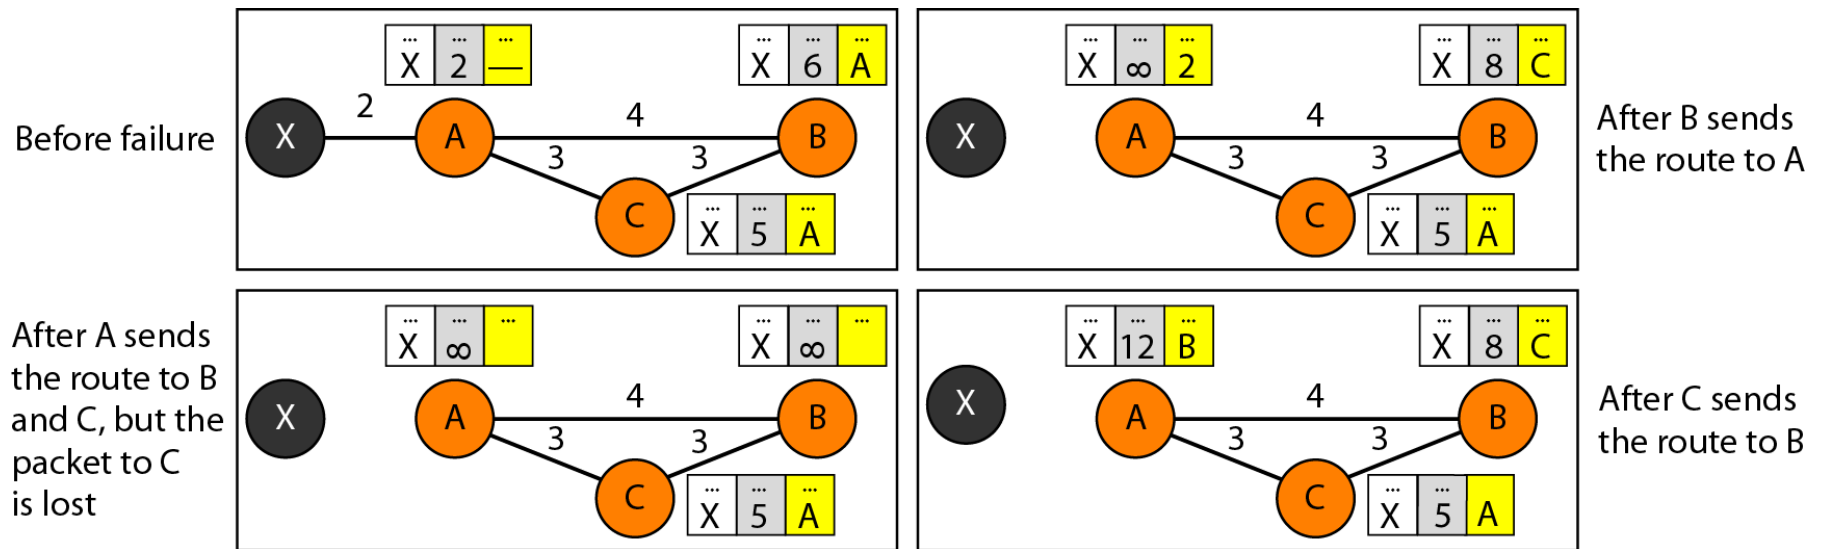 Before failure
... ... ...
X 2 —
... ... ...
X 6 A
2
4
X
A
B
3
3
C
... ... ...
X 5 A
... ... ...
X ∞ 2
... ... ...
X 8 C
4
X
A
B
3
3
C
... ... ...
X 5 A
After B sends
the route to A
After A sends
the route to B
and C, but the
packet to C
is lost
... ... ...
X ∞
... ... ...
X ∞
4
X
A
B
3
3
C
... ... ...
X 5 A
... ... ...
X 12 B
... ... ...
X 8 C
4
X
A
B
3
3
C
... ...
X 5 A
After C sends
the route to B